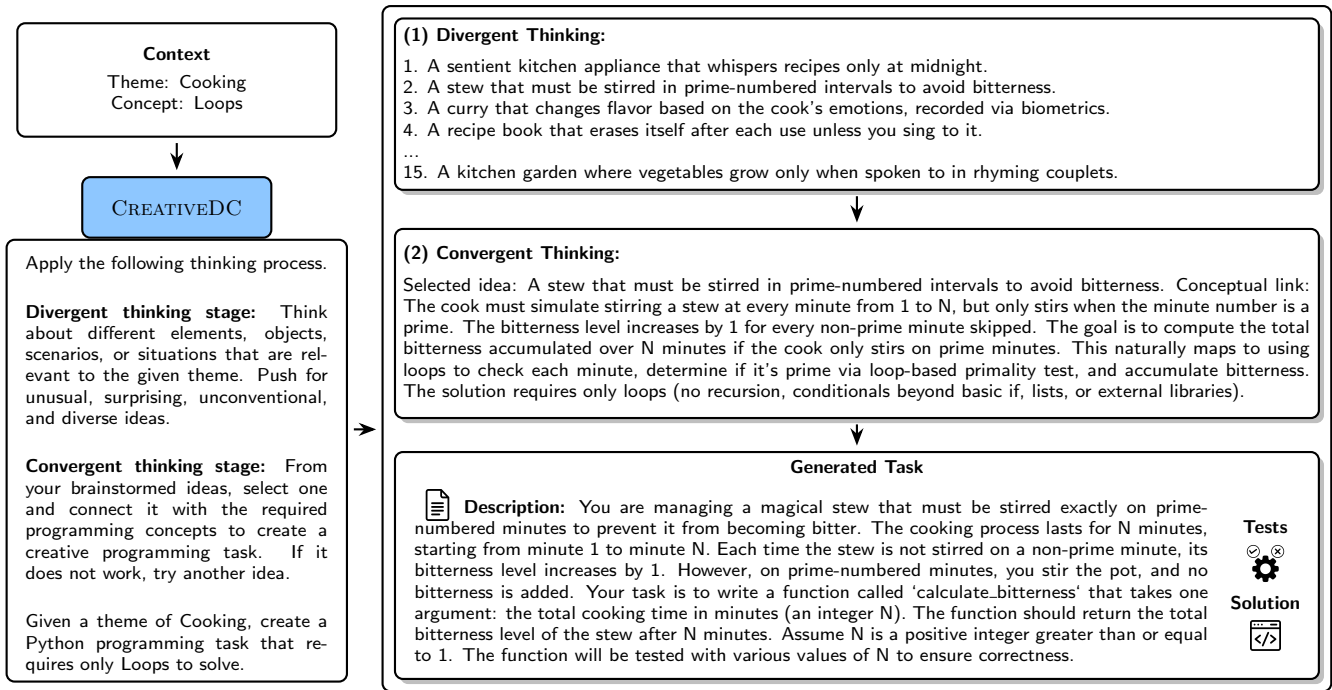 Context
Theme: Cooking
Concept: Loops
CREATIVEDC
Apply the following thinking process.
Divergent thinking stage: Think
about different elements, objects,
scenarios, or situations that are rel-
evant to the given theme. Push for
unusual, surprising, unconventional,
and diverse ideas.
Convergent thinking stage: From
your brainstormed ideas, select one
and connect it with the required
programming concepts to create a
creative programming task. If it
does not work, try another idea.
Given a theme of Cooking, create a
Python programming task that re-
quires only Loops to solve.
(1) Divergent Thinking:
1. A sentient kitchen appliance that whispers recipes only at midnight.
2. A stew that must be stirred in prime-numbered intervals to avoid bitterness.
3. A curry that changes flavor based on the cook's emotions, recorded via biometrics.
4. A recipe book that erases itself after each use unless you sing to it.
...
15. A kitchen garden where vegetables grow only when spoken to in rhyming couplets.
(2) Convergent Thinking:
Selected idea: A stew that must be stirred in prime-numbered intervals to avoid bitterness. Conceptual link:
The cook must simulate stirring a stew at every minute from 1 to N, but only stirs when the minute number is a
prime. The bitterness level increases by 1 for every non-prime minute skipped. The goal is to compute the total
bitterness accumulated over N minutes if the cook only stirs on prime minutes. This naturally maps to using
loops to check each minute, determine if it's prime via loop-based primality test, and accumulate bitterness.
The solution requires only loops (no recursion, conditionals beyond basic if, lists, or external libraries).
Generated Task
Description: You are managing a magical stew that must be stirred exactly on prime-
numbered minutes to prevent it from becoming bitter. The cooking process lasts for N minutes,
starting from minute 1 to minute N. Each time the stew is not stirred on a non-prime minute, its
bitterness level increases by 1. However, on prime-numbered minutes, you stir the pot, and no
bitterness is added. Your task is to write a function called ‘calculate_bitterness‘ that takes one
argument: the total cooking time in minutes (an integer N). The function should return the total
bitterness level of the stew after N minutes. Assume N is a positive integer greater than or equal
to 1. The function will be tested with various values of N to ensure correctness.
Tests
Solution
</>